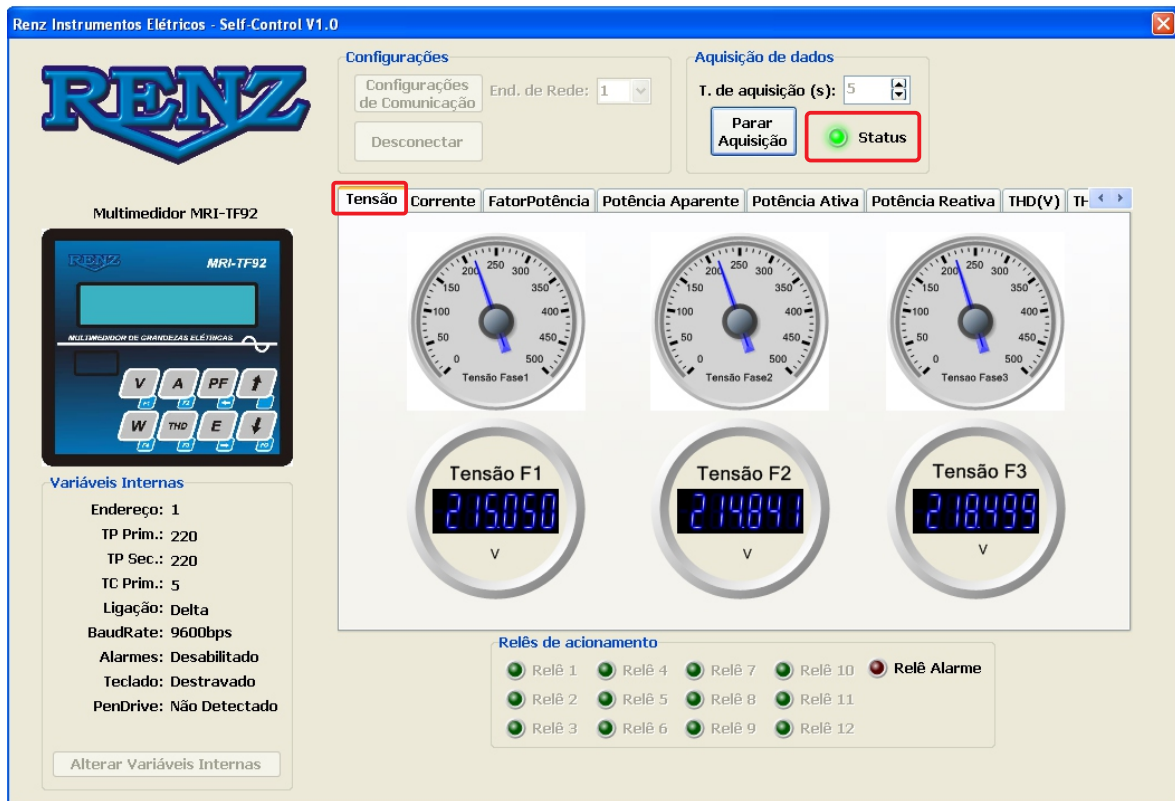 Renz Instrumentos Elétricos - Self-Control V1.0
RENZ
Multimedidor MRI-TF92
RENZ
MRI-TF92
MULTIMEDIDOR DE GRANDEZAS ELÉTRICAS
V A PF
F1 F2
W THD E
F4 F5
Variáveis Internas
Endereço: 1
TP Prim.: 220
TP Sec.: 220
TC Prim.: 5
Ligação: Delta
BaudRate: 9600bps
Alarmes: Desabilitado
Teclado: Destravado
PenDrive: Não Detectado
Alterar Variáveis Internas
Configurações
Configurações
de Comunicação
End. de Rede: 1
Desconectar
Aquisição de dados
T. de aquisição (s): 5
Parar
Aquisição
Status
Tensão Corrente FatorPotência Potência Aparente Potência Ativa Potência Reativa THD(V) TH
0 50 100 150 200 250 300 350 400 450 500
Tensão Fase1
0 50 100 150 200 250 300 350 400 450 500
Tensão Fase2
0 50 100 150 200 250 300 350 400 450 500
Tensao Fase3
Tensão F1
215.050
V
Tensão F2
214.841
V
Tensão F3
218.499
V
Relês de acionamento
Relê 1 Relê 4 Relê 7 Relê 10 Relê Alarme
Relê 2 Relê 5 Relê 8 Relê 11
Relê 3 Relê 6 Relê 9 Relê 12